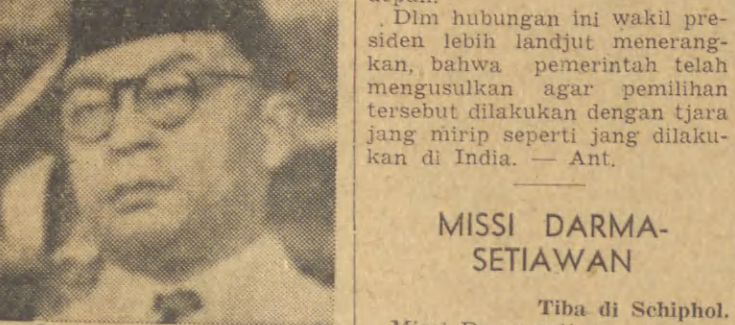 depan.
Dlm hubungan ini wakil pre-
siden lebih landjut menerang-
kan, bahwa pemerintah telah
mengusulkan agar pemilihan
tersebut dilakukan dengan tjara
jang mirip seperti jang dilaku-
kan di India. — Ant.
MISSI DARMA-
SETIAWAN
Tiba di Schiphol.